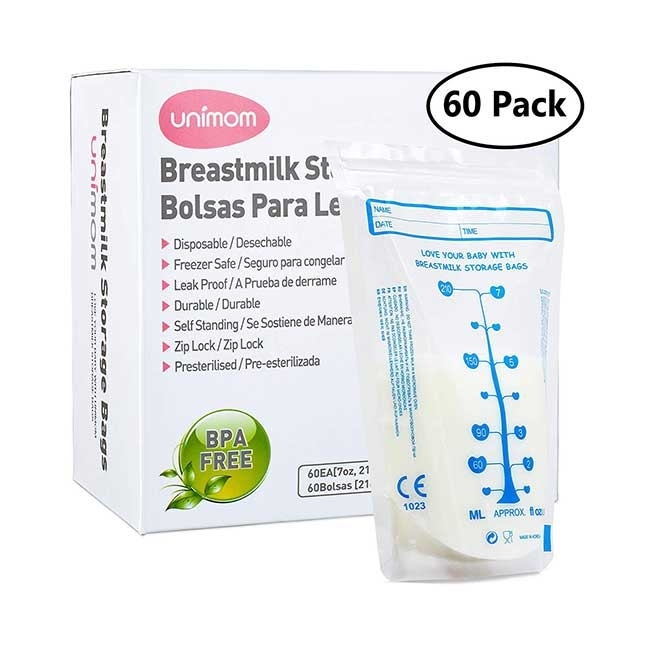 60 Pack
unimom
Breastmilk St
Bolsas Para Le
Disposable / Desechable
Freezer Safe / Seguro para congelar
Leak Proof / A Prueba de derrame
Durable / Durable
Self Standing / Se Sostiene de Manera
Zip Lock / Zip Lock
Presterilised / Pre-esterilizada
BPA
FREE
60EA[7oz, 21
60Bolsas [21
Breastmilk Storage Bags
unimom
NAME
DATE TIME
LOVE YOUR BABY WITH
BREASTMILK STORAGE BAGS
210 7
150 5
90 3
60 2
ML APPROX. fl oz
CE
1023
MADE IN KOREA